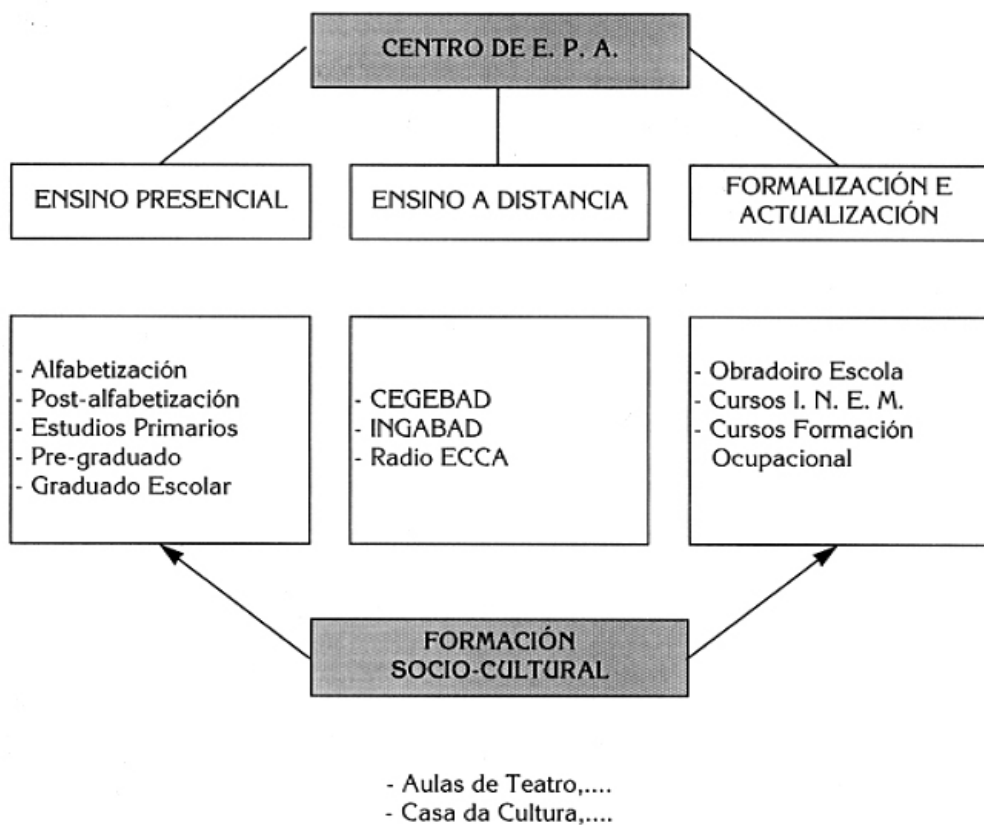 CENTRO DE E. P. A.
ENSINO PRESENCIAL
ENSINO A DISTANCIA
FORMALIZACIÓN E
ACTUALIZACIÓN
- Alfabetización
- Post-alfabetización
- Estudios Primarios
- Pre-graduado
- Graduado Escolar
- CEGEBAD
- INGABAD
- Radio ECCA
- Obradoiro Escola
- Cursos I. N. E. M.
- Cursos Formación
Ocupacional
FORMACIÓN
SOCIO-CULTURAL
- Aulas de Teatro,....
- Casa da Cultura,....